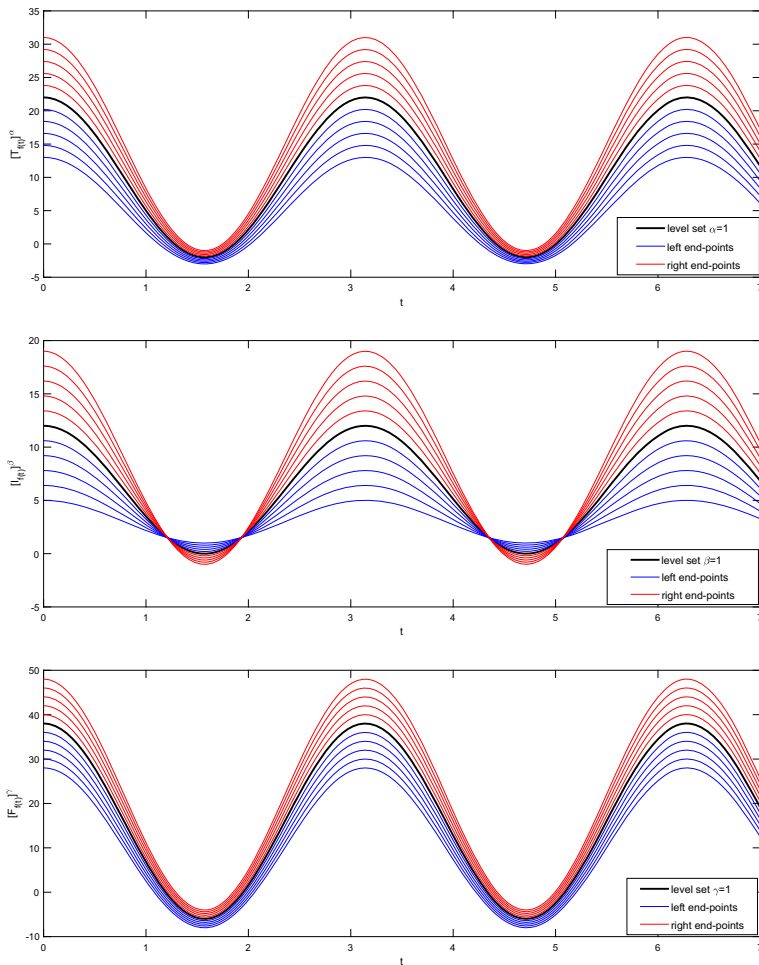 35
30
25
20
15
10
5
0
-5
[T_{f(t)}]^α
0 1 2 3 4 5 6 7
t
level set α=1
left end-points
right end-points
20
15
10
5
0
-5
[I_{f(t)}]^β
0 1 2 3 4 5 6 7
t
level set β=1
left end-points
right end-points
50
40
30
20
10
0
-10
[F_{f(t)}]^γ
0 1 2 3 4 5 6 7
t
level set γ=1
left end-points
right end-points